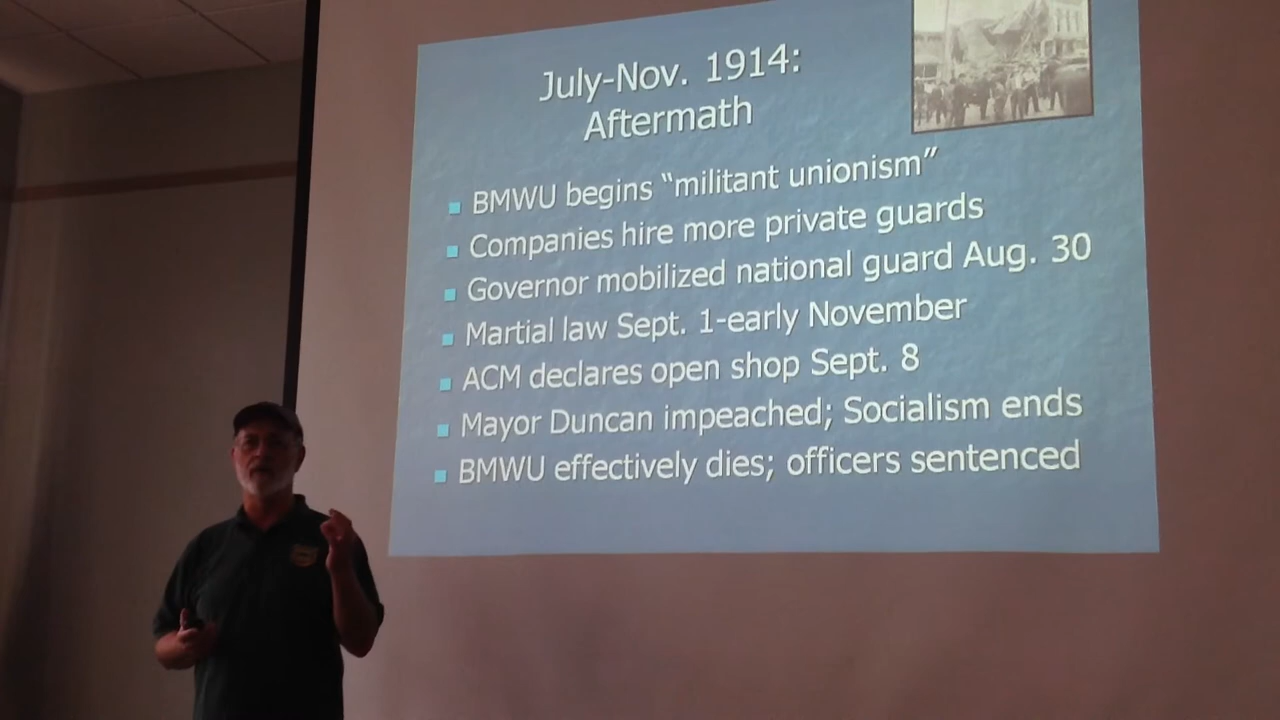 July-Nov. 1914:
Aftermath
BMWU begins “militant unionism”
Companies hire more private guards
Governor mobilized national guard Aug. 30
Martial law Sept. 1-early November
ACM declares open shop Sept. 8
Mayor Duncan impeached; Socialism ends
BMWU effectively dies; officers sentenced